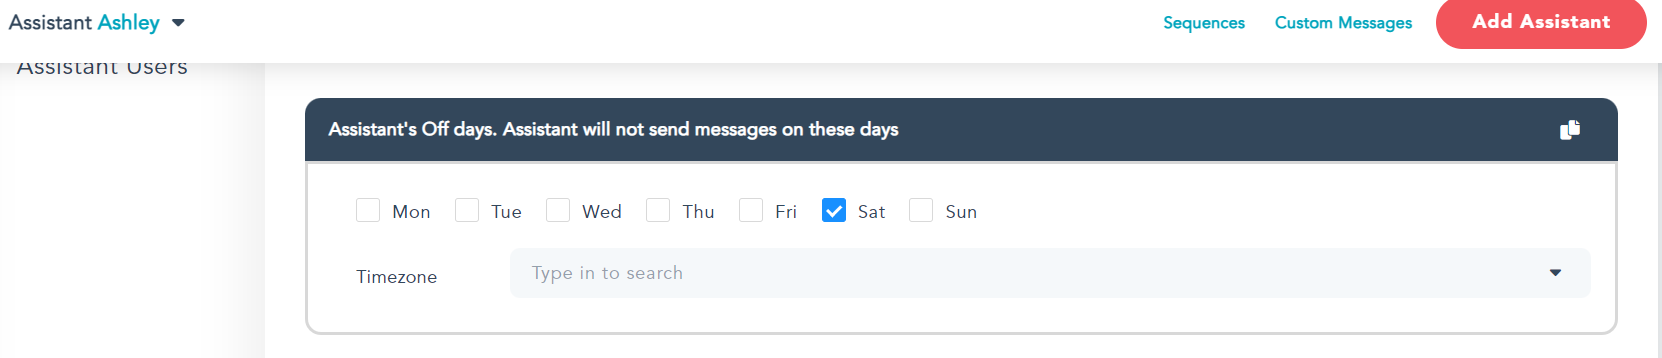 Assistant Ashley
Sequences
Custom Messages
Add Assistant
Assistant Users
Assistant's Off days. Assistant will not send messages on these days
Mon Tue Wed Thu Fri Sat Sun
Timezone
Type in to search